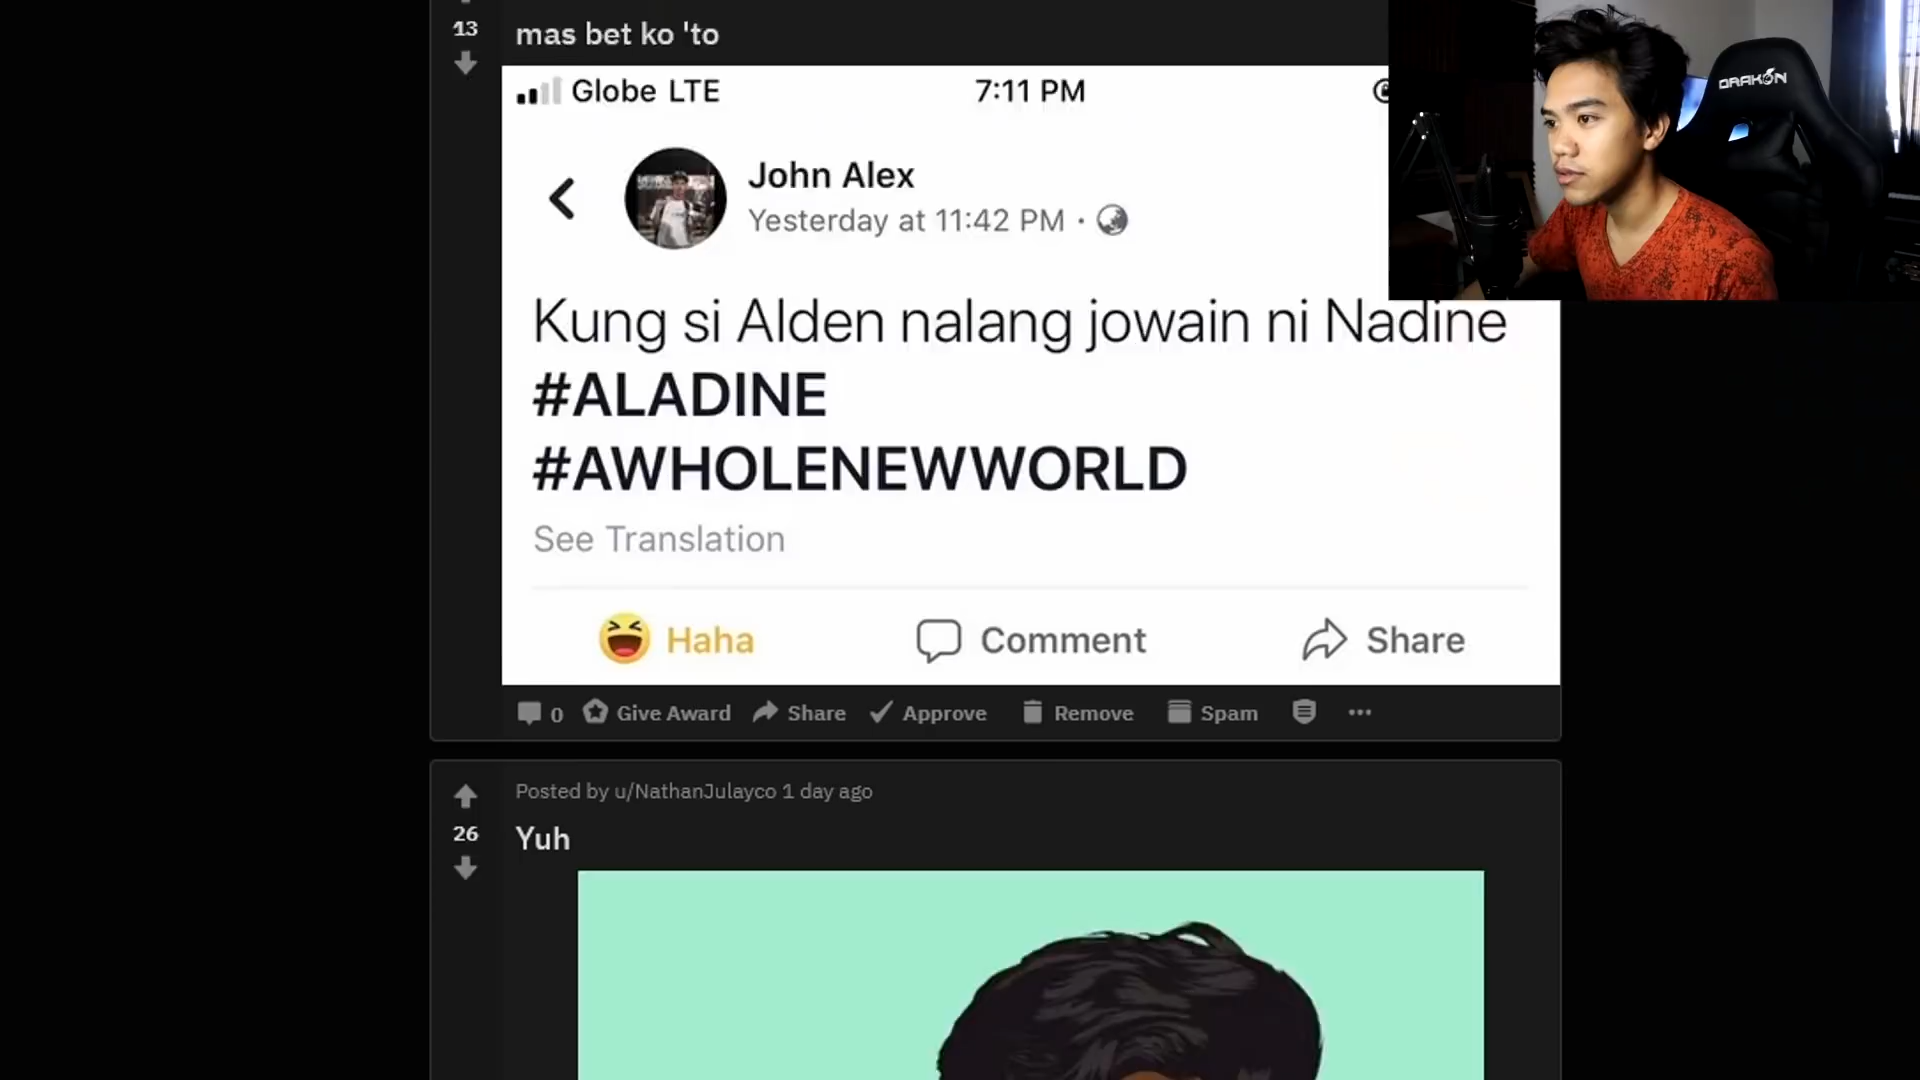 13
mas bet ko 'to
Globe LTE
7:11 PM
DRAKON
John Alex
Yesterday at 11:42 PM ·
Kung si Alden nalang jowain ni Nadine
#ALADINE
#AWHOLENEWWORLD
See Translation
Haha
Comment
Share
0
Give Award
Share
Approve
Remove
Spam
Posted by u/NathanJulayco 1 day ago
26
Yuh